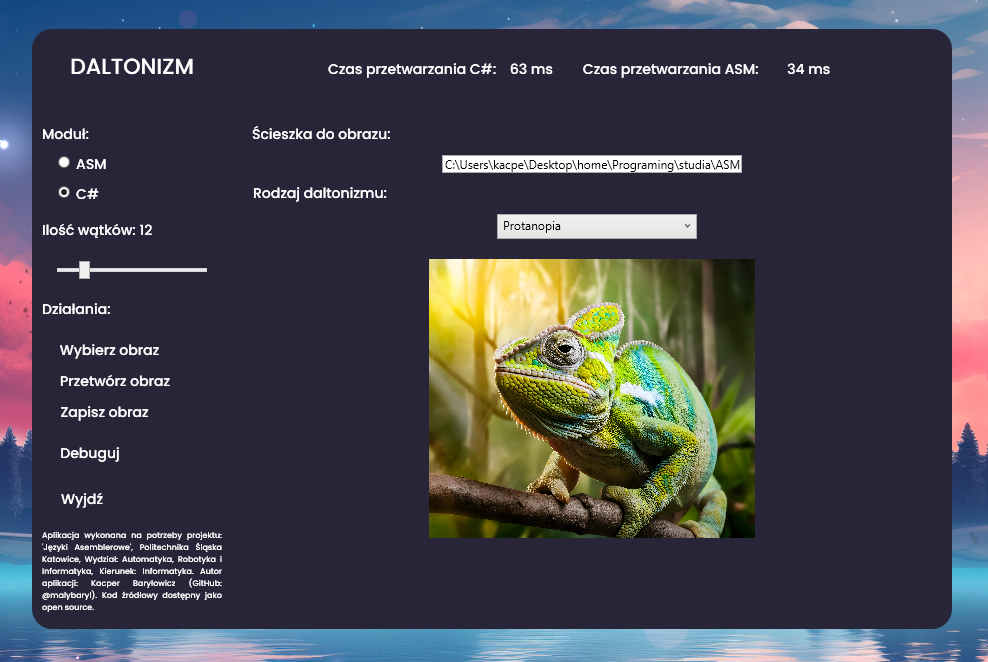 DALTONIZM
Czas przetwarzania C#: 63 ms
Czas przetwarzania ASM: 34 ms
Moduł:
ASM
C#
Ilość wątków: 12
Działania:
Wybierz obraz
Przetwórz obraz
Zapisz obraz
Debuguj
Wyjdź
Aplikacja wykonana na potrzeby projektu:
'Języki Asemblerowe', Politechnika Śląska
Katowice, Wydział: Automatyka, Robotyka i
Informatyka, Kierunek: Informatyka. Autor
aplikacji: Kacper Baryłowicz (GitHub:
@malybaryl). Kod źródłowy dostępny jako
open source.
Ścieszka do obrazu:
C:\Users\kacpe\Desktop\home\Programing\studia\ASM
Rodzaj daltonizmu:
Protanopia